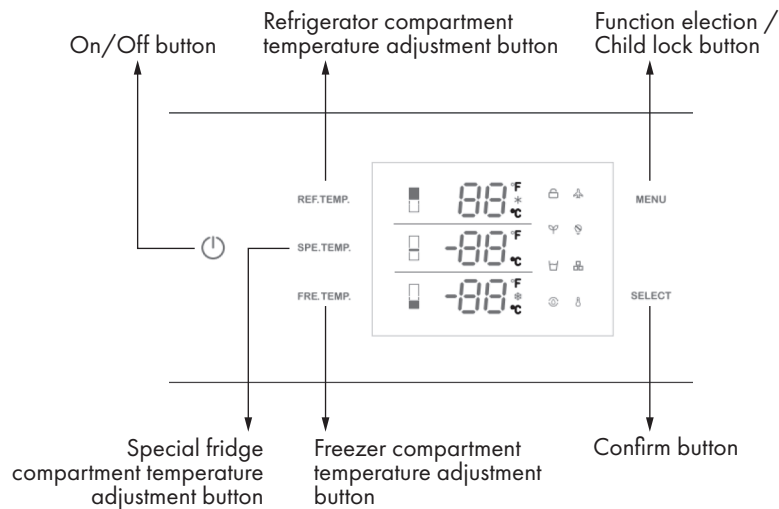 On/Off button
Refrigerator compartment
temperature adjustment button
Function election /
Child lock button
REF.TEMP.
88
°F
°C
MENU
SPE.TEMP.
-88
°F
°C
FRE.TEMP.
-88
°F
°C
SELECT
Special fridge
compartment temperature
adjustment button
Freezer compartment
temperature adjustment
button
Confirm button